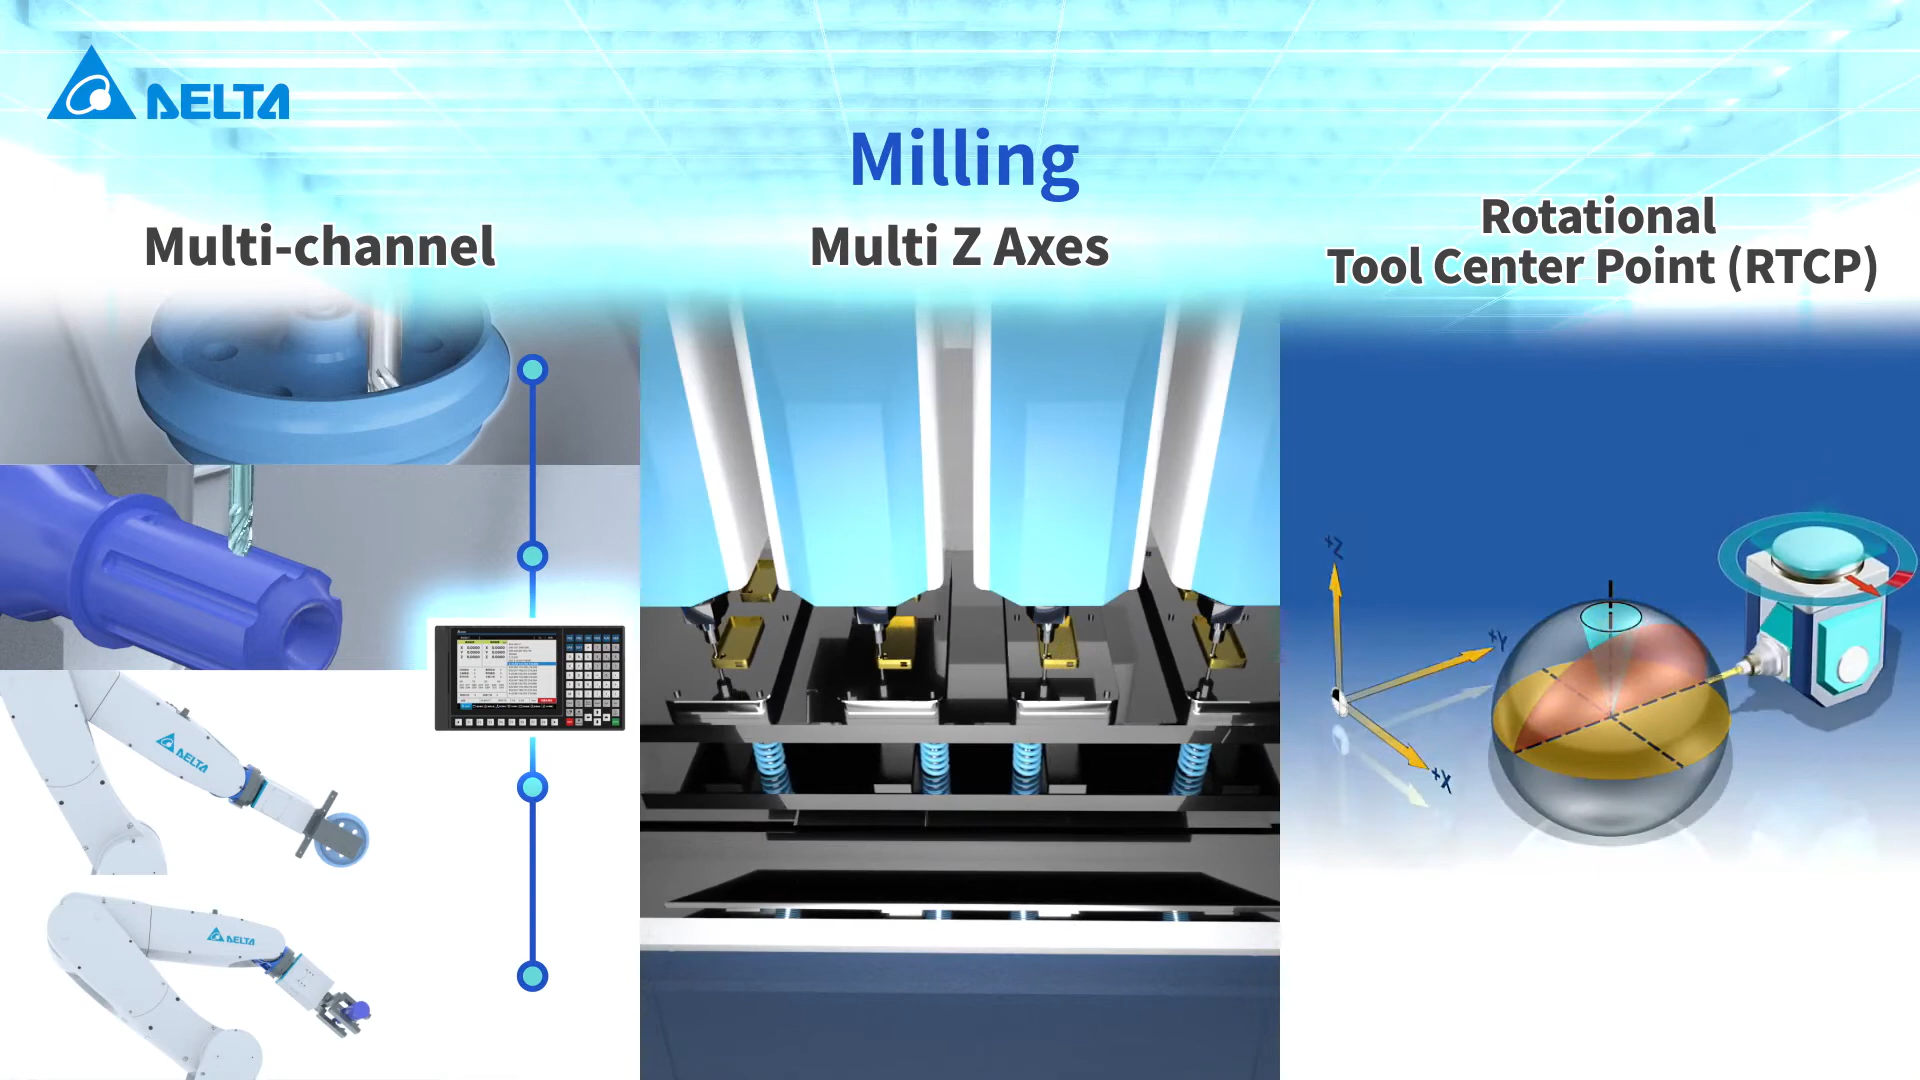 DELTA
Milling
Multi-channel
Multi Z Axes
Rotational
Tool Center Point (RTCP)
+Z
+Y
+X
DELTA
DELTA